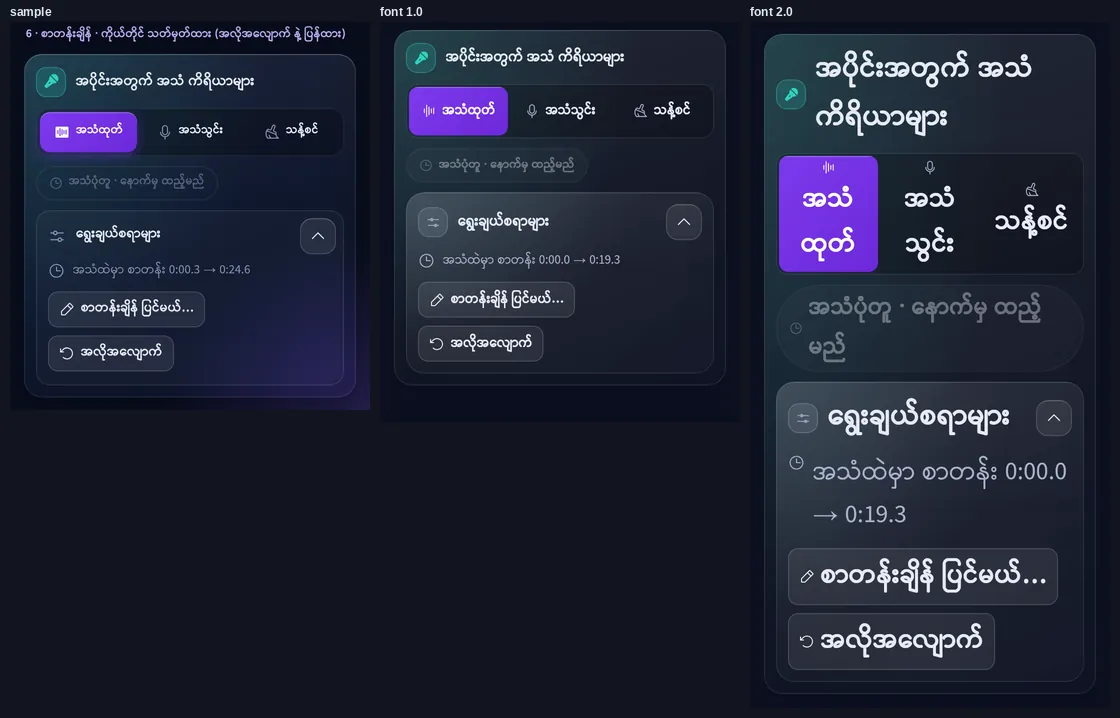 sample
6 · စာတန်းချိန် · ကိုယ်တိုင် သတ်မှတ်ထား (အလိုအလျောက် နဲ့ ပြန်ထား)
အပိုင်းအတွက် အသံ ကိရိယာများ
အသံထုတ်
အသံသွင်း
သန့်စင်
အသံပုံတူ · နောက်မှ ထည့်မည်
ရွေးချယ်စရာများ
အသံထဲမှာ စာတန်း 0:00.3 → 0:24.6
စာတန်းချိန် ပြင်မယ်…
အလိုအလျောက်
font 1.0
အပိုင်းအတွက် အသံ ကိရိယာများ
အသံထုတ်
အသံသွင်း
သန့်စင်
အသံပုံတူ · နောက်မှ ထည့်မည်
ရွေးချယ်စရာများ
အသံထဲမှာ စာတန်း 0:00.0 → 0:19.3
စာတန်းချိန် ပြင်မယ်…
အလိုအလျောက်
font 2.0
အပိုင်းအတွက် အသံ
ကိရိယာများ
အသံ
ထုတ်
အသံ
သွင်း
သန့်စင်
အသံပုံတူ · နောက်မှ ထည့်
မည်
ရွေးချယ်စရာများ
အသံထဲမှာ စာတန်း 0:00.0
→ 0:19.3
စာတန်းချိန် ပြင်မယ်…
အလိုအလျောက်